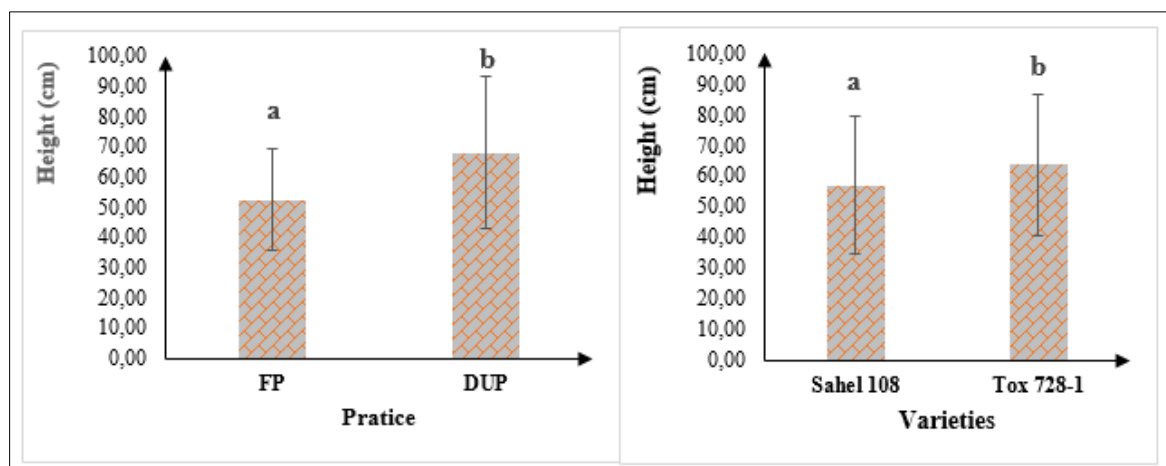 Height (cm)
100,00
90,00
80,00
70,00
60,00
50,00
40,00
30,00
20,00
10,00
0,00
a
b
FP
DUP
Pratice
Height (cm)
100,00
90,00
80,00
70,00
60,00
50,00
40,00
30,00
20,00
10,00
0,00
a
b
Sahel 108
Tox 728-1
Varieties